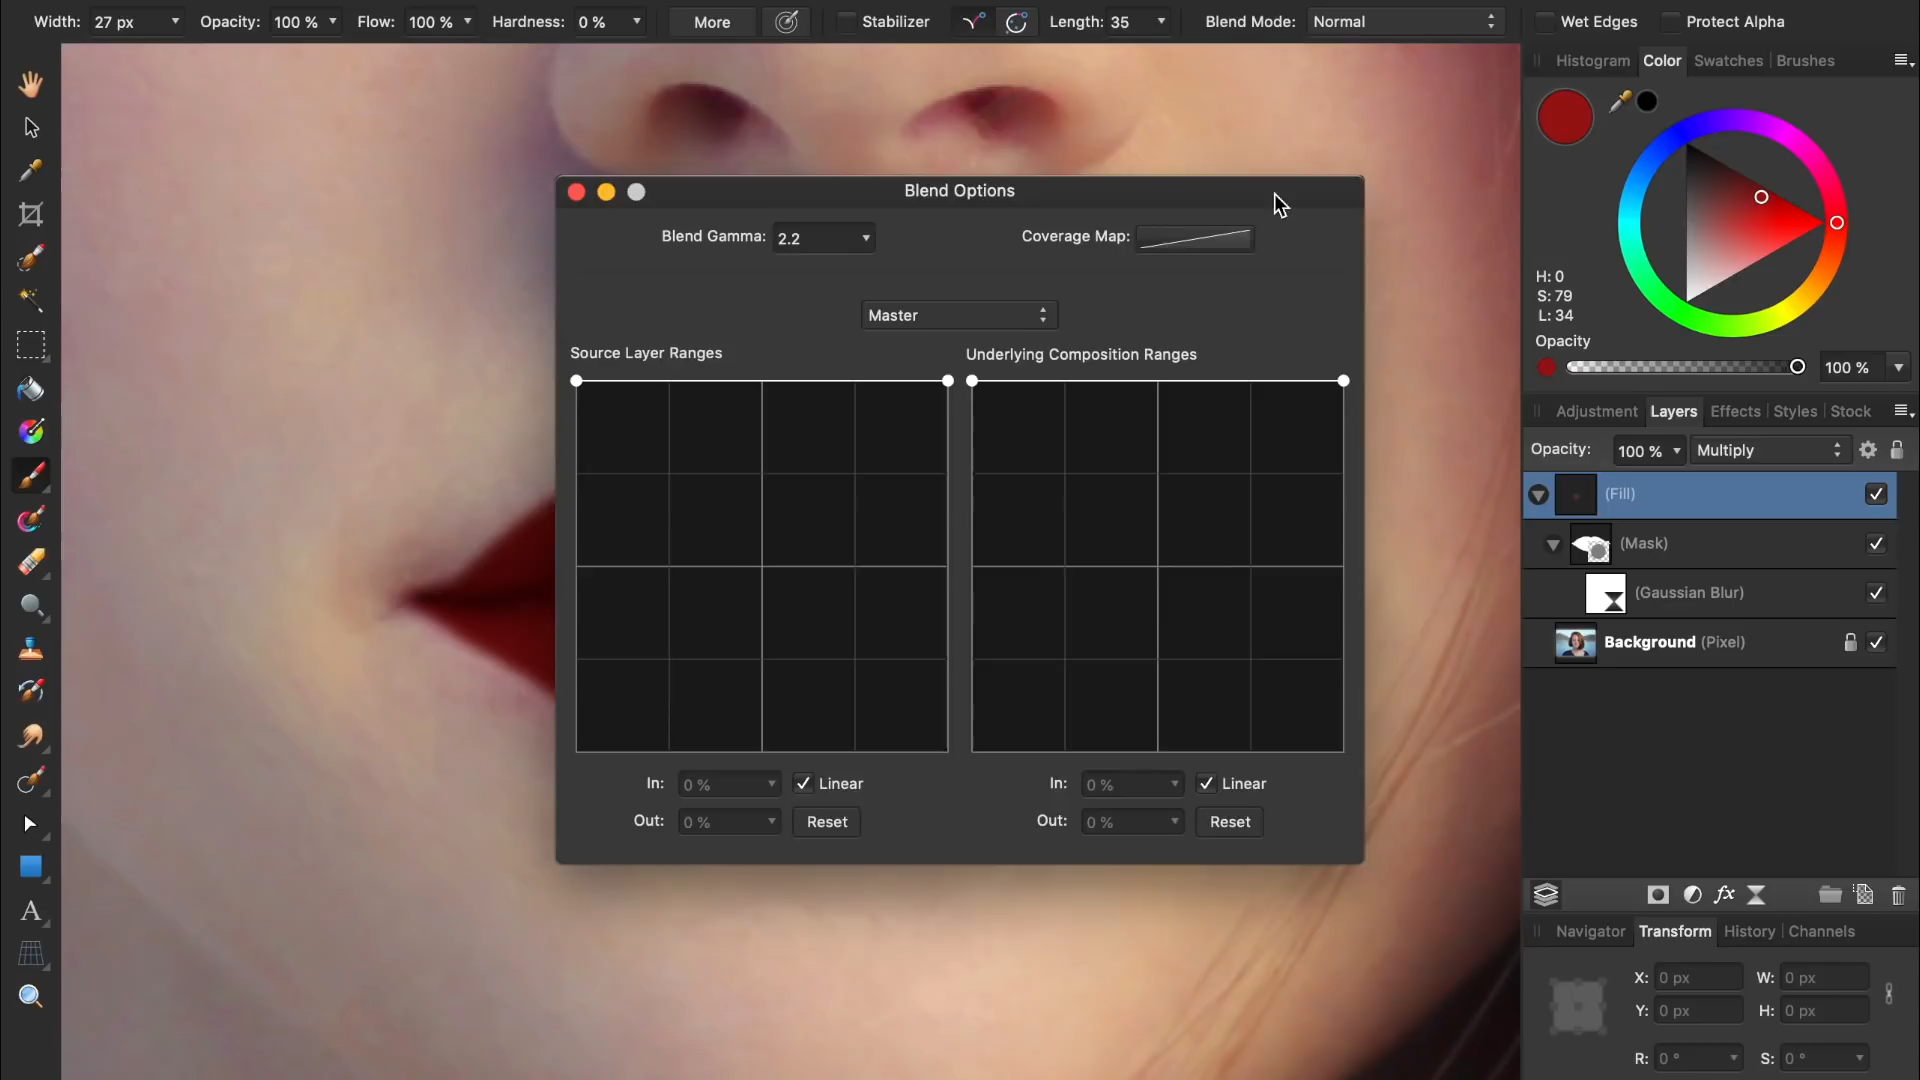 Width: 27 px Opacity: 100 % Flow: 100 % Hardness: 0 % More Stabilizer Length: 35 Blend Mode: Normal Wet Edges Protect Alpha
Histogram Color Swatches Brushes
Blend Options
Blend Gamma: 2.2 Coverage Map:
H: 0
S: 79
L: 34
Master
Opacity
Source Layer Ranges Underlying Composition Ranges
100 %
Adjustment Layers Effects Styles Stock
Opacity: 100 % Multiply
(Fill)
(Mask)
(Gaussian Blur)
Background (Pixel)
In: 0 % Linear In: 0 % Linear
Out: 0 % Reset Out: 0 % Reset
fx
A
Navigator Transform History Channels
X: 0 px W: 0 px
Y: 0 px H: 0 px
R: 0 ° S: 0 °